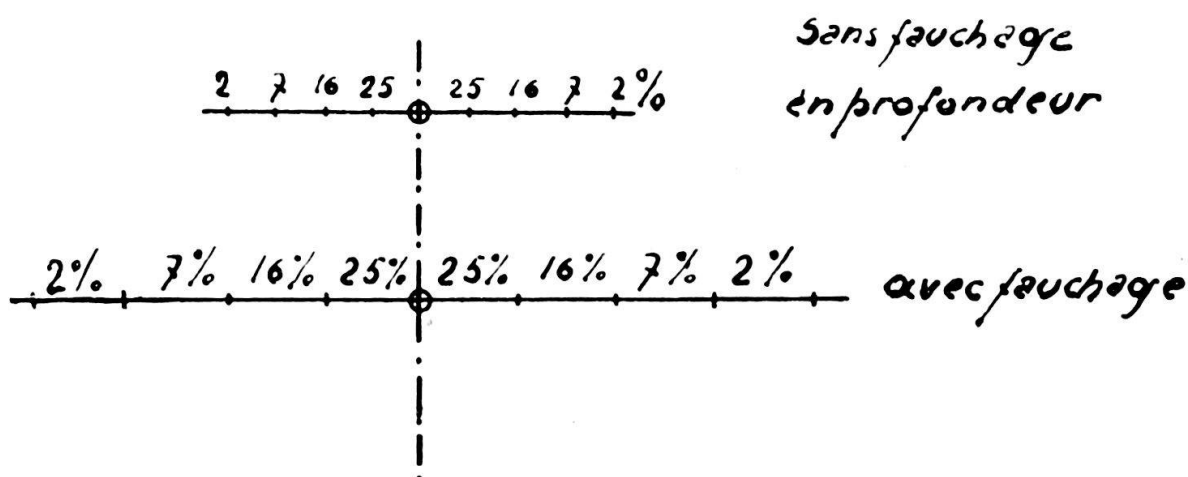 sans fauchage
en profondeur
2 7 16 25 25 16 7 2%
2% 7% 16% 25% 25% 16% 7% 2%
avec fauchage